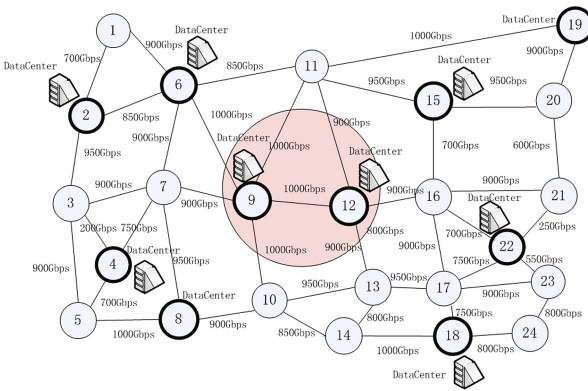 19
DataCenter
1
DataCenter
1000Gbps
900Gbps
700Gbps
900Gbps
DataCenter
850Gbps
11
DataCenter
6
950Gbps
950Gbps
15
20
2
850Gbps
1000Gbps
900Gbps
900Gbps
DataCenter
1000Gbps
700Gbps
600Gbps
950Gbps
DataCenter
900Gbps
7
900Gbps
1000Gbps
900Gbps
16
21
3
900Gbps
9
12
DataCenter
200Gbps
750Gbps
800Gbps
700Gbps
250Gbps
DataCenter
1000Gbps
900Gbps
900Gbps
22
4
950Gbps
750Gbps
550Gbps
900Gbps
950Gbps
950Gbps
23
DataCenter
10
13
17
900Gbps
700Gbps
5
8
800Gbps
750Gbps
800Gbps
900Gbps
850Gbps
1000Gbps
14
18
24
1000Gbps
800Gbps
DataCenter